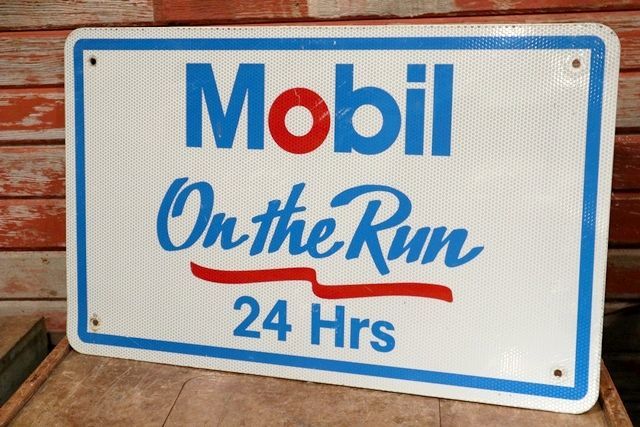 Mobil
On the Run
24 Hrs